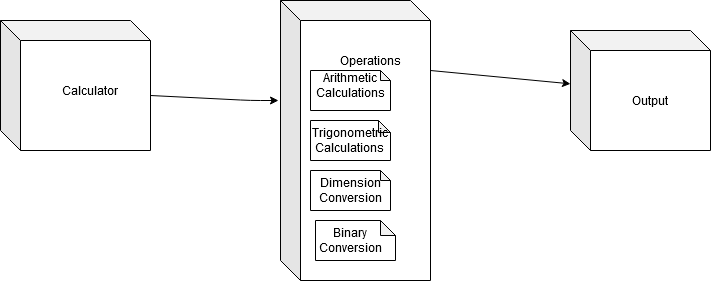 Calculator
Operations
Arithmetic
Calculations
Trigonometric
Calculations
Dimension
Conversion
Binary
Conversion
Output